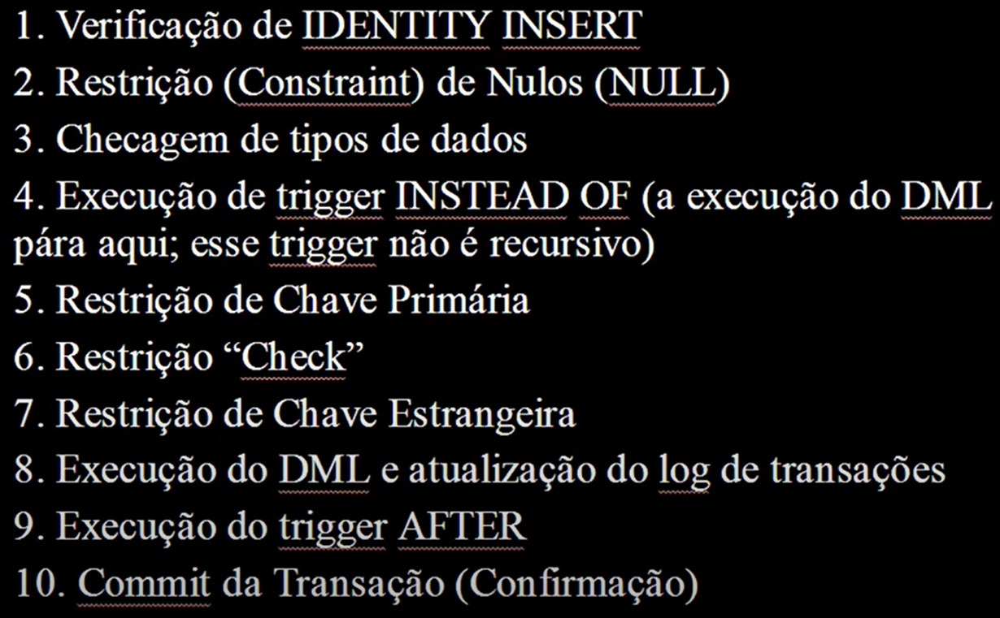 1. Verificação de IDENTITY INSERT
2. Restrição (Constraint) de Nulos (NULL)
3. Checagem de tipos de dados
4. Execução de trigger INSTEAD OF (a execução do DML
pára aqui; esse trigger não é recursivo)
5. Restrição de Chave Primária
6. Restrição “Check”
7. Restrição de Chave Estrangeira
8. Execução do DML e atualização do log de transações
9. Execução do trigger AFTER
10. Commit da Transação (Confirmação)